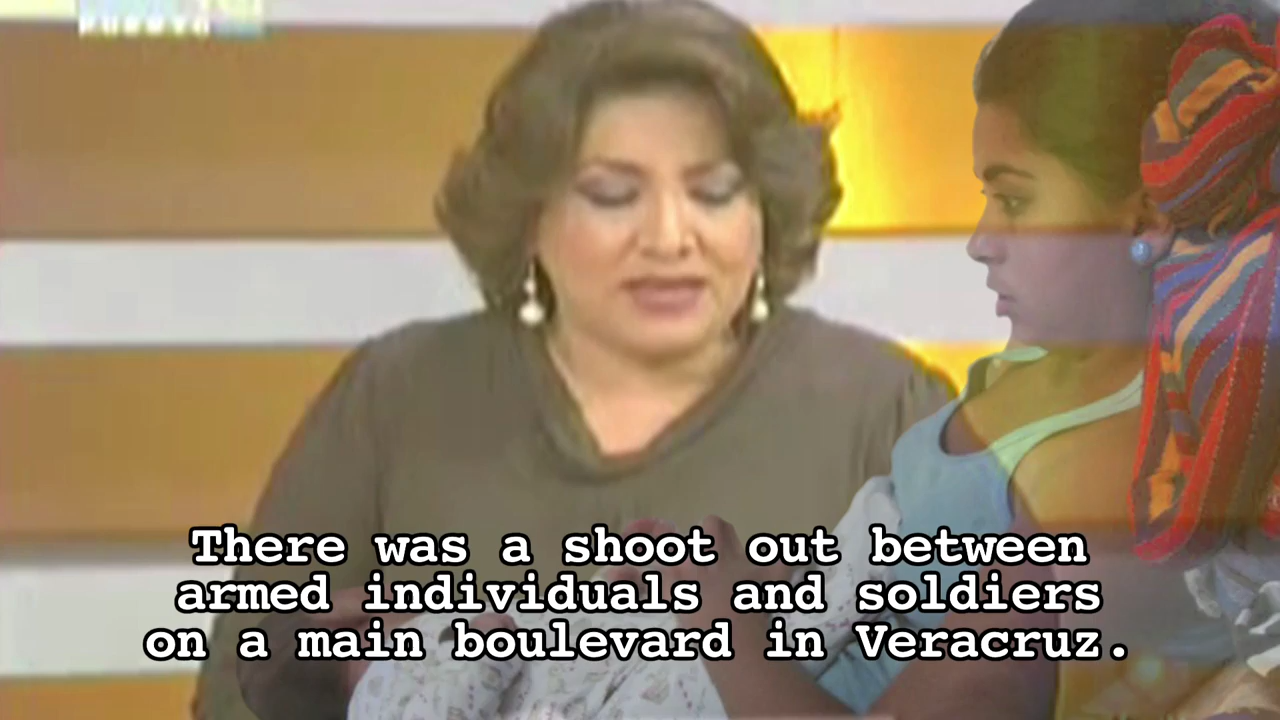 There was a shoot out between
armed individuals and soldiers
on a main boulevard in Veracruz.